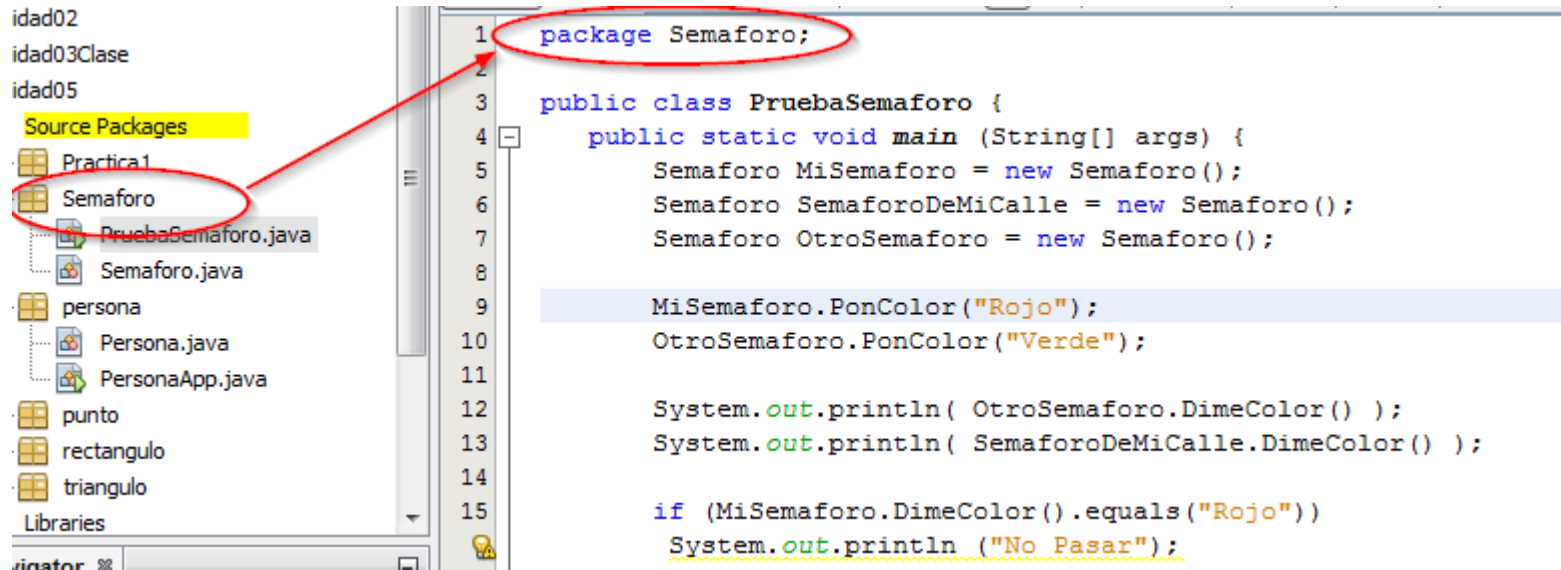 idad02
idad03Clase
idad05
Source Packages
Practica1
Semaforo
PruebaSemaforo.java
Semaforo.java
persona
Persona.java
PersonaApp.java
punto
rectangulo
triangulo
Libraries
vigator
1 package Semaforo;
2
3 public class PruebaSemaforo {
4 public static void main (String[] args) {
5 Semaforo MiSemaforo = new Semaforo();
6 Semaforo SemaforoDeMiCalle = new Semaforo();
7 Semaforo OtroSemaforo = new Semaforo();
8
9 MiSemaforo.PonColor("Rojo");
10 OtroSemaforo.PonColor("Verde");
11
12 System.out.println( OtroSemaforo.DimeColor() );
13 System.out.println( SemaforoDeMiCalle.DimeColor() );
14
15 if (MiSemaforo.DimeColor().equals("Rojo"))
System.out.println ("No Pasar");